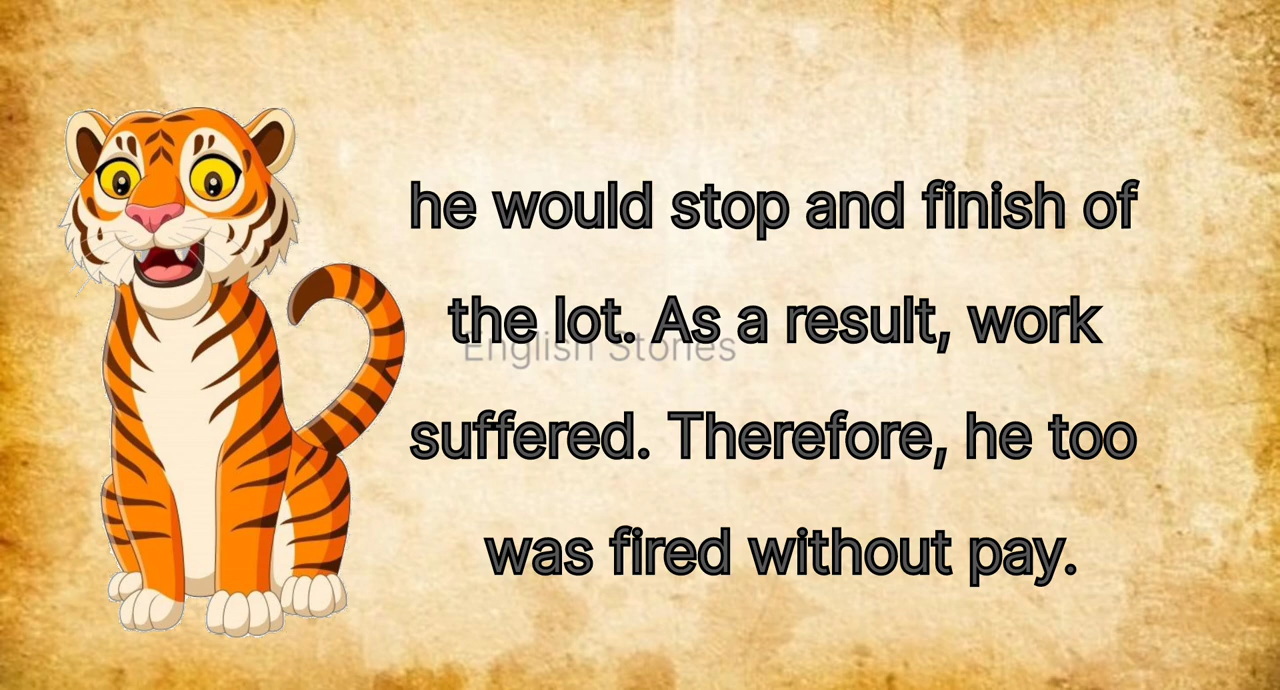 he would stop and finish of
the lot. As a result, work
English Stories
suffered. Therefore, he too
was fired without pay.